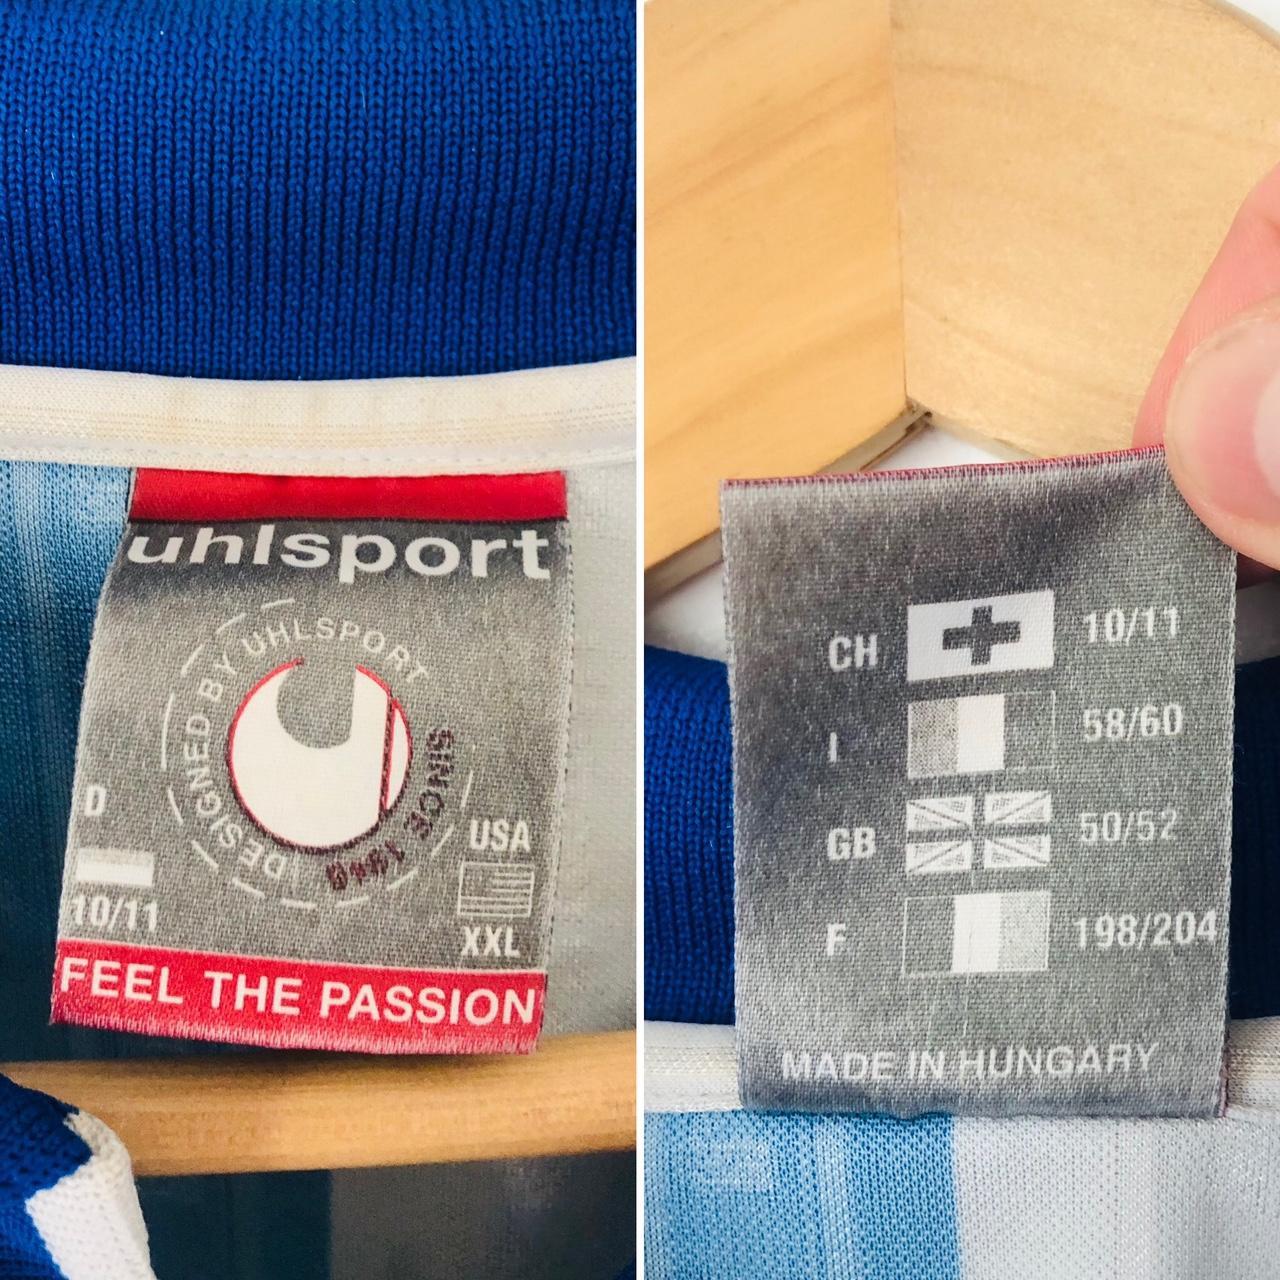 uhlsport
DESIGNED BY UHLSPORT
SINCE 1948
D
10/11
USA
XXL
FEEL THE PASSION
CH 10/11
I 58/60
GB 50/52
F 198/204
MADE IN HUNGARY